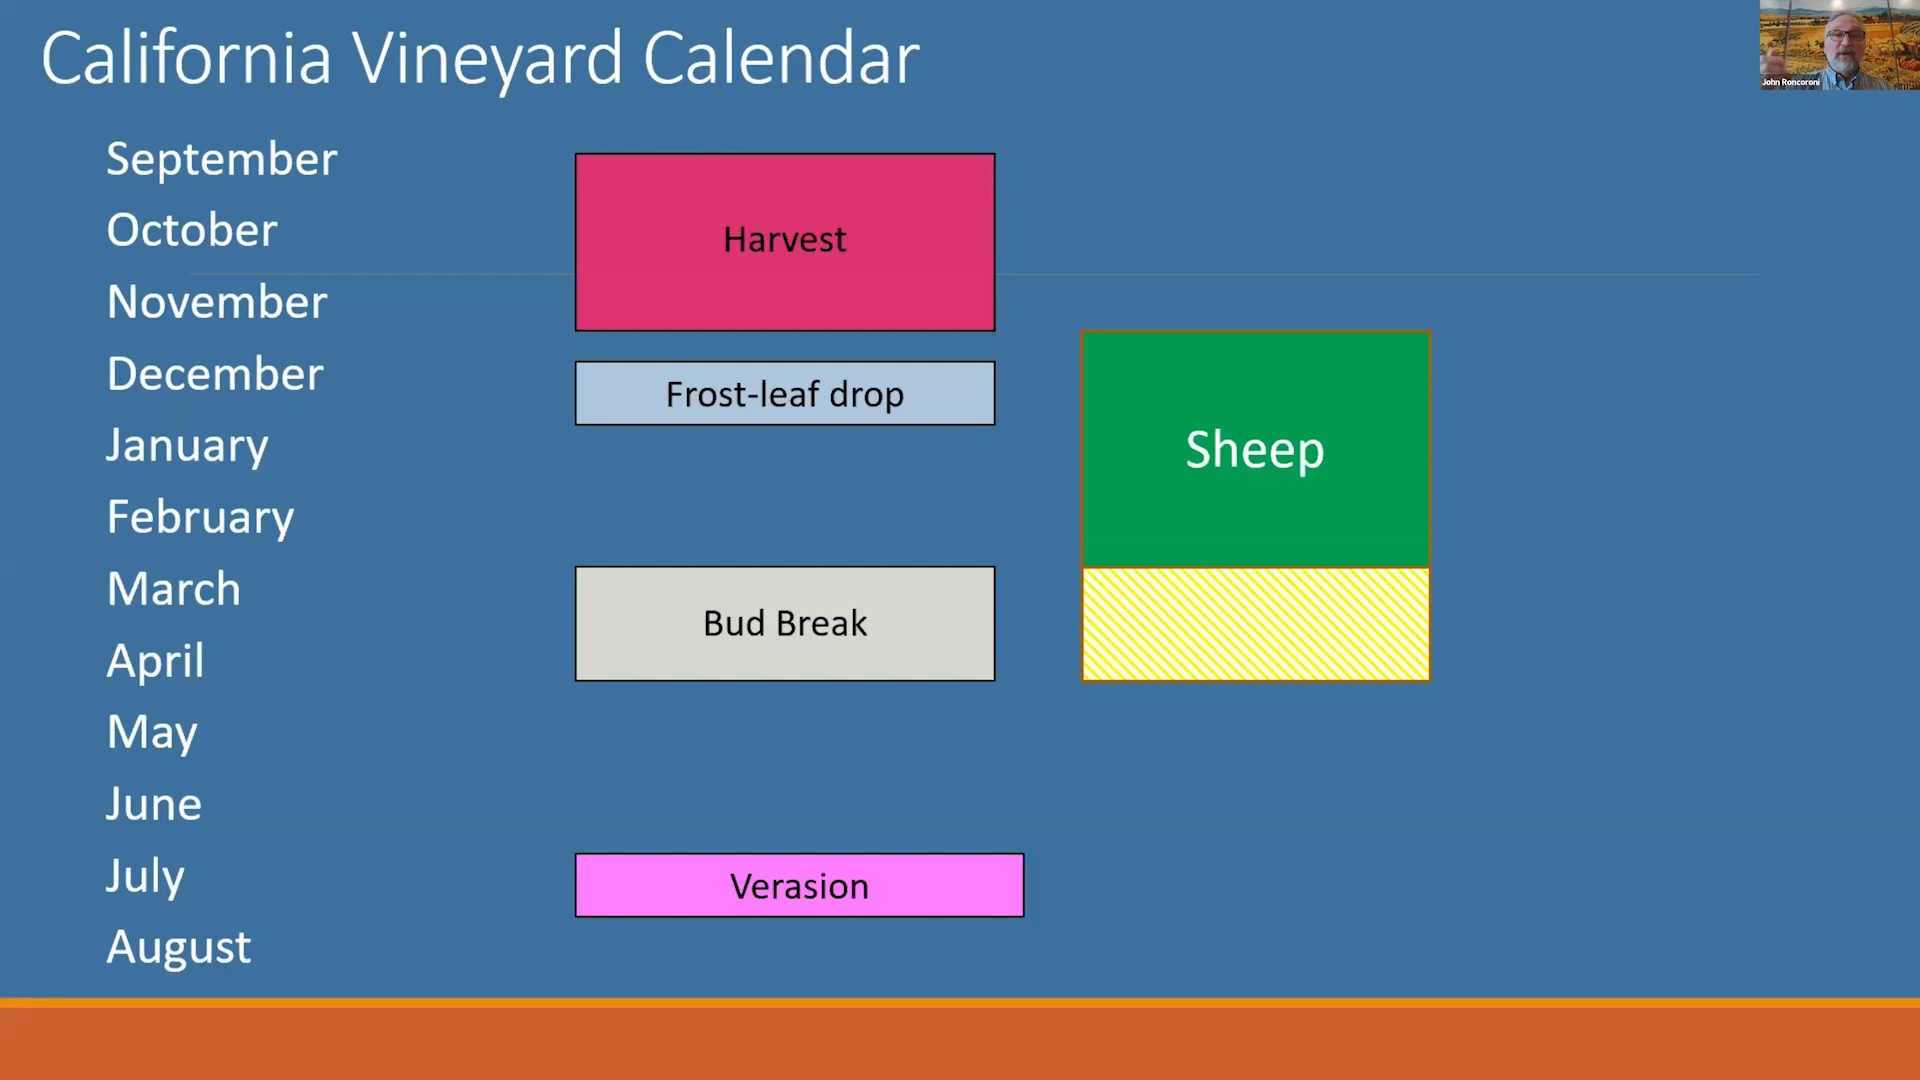 California Vineyard Calendar
John Roncoroni
September
October
November
December
January
February
March
April
May
June
July
August
Harvest
Frost-leaf drop
Bud Break
Verasion
Sheep